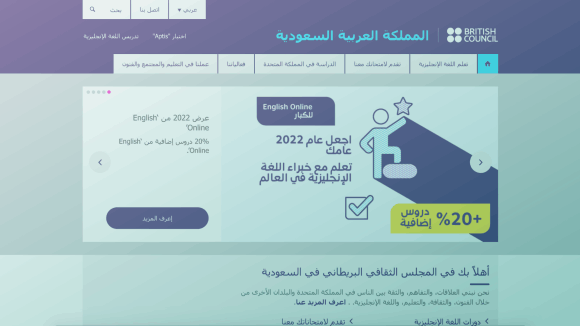 عربي
اتصل بنا
بحث
BRITISH COUNCIL
المملكة العربية السعودية
اختبار "Aptis"
تدريس اللغة الإنجليزية
تعلم اللغة الإنجليزية
تقدم لامتحاناتك معنا
الدراسة في المملكة المتحدة
فعالياتنا
عملنا في التعليم والمجتمع والفنون
English Online
للكبار
اجعل عام 2022
عامك
تعلم مع خبراء اللغة
الإنجليزية في العالم
+20%
دروس
إضافية
عرض 2022 من 'English
Online'
20% دروس إضافية من 'English
Online'.
إعرف المزيد
أهلاً بك في المجلس الثقافي البريطاني في السعودية
نحن نبني العلاقات، والتفاهم، والثقة بين الناس في المملكة المتحدة والبلدان الأخرى من
خلال الفنون، والثقافة، والتعليم، واللغة الإنجليزية. . اعرف المزيد عنا.
دورات اللغة الإنجليزية
تقدم لامتحاناتك معنا